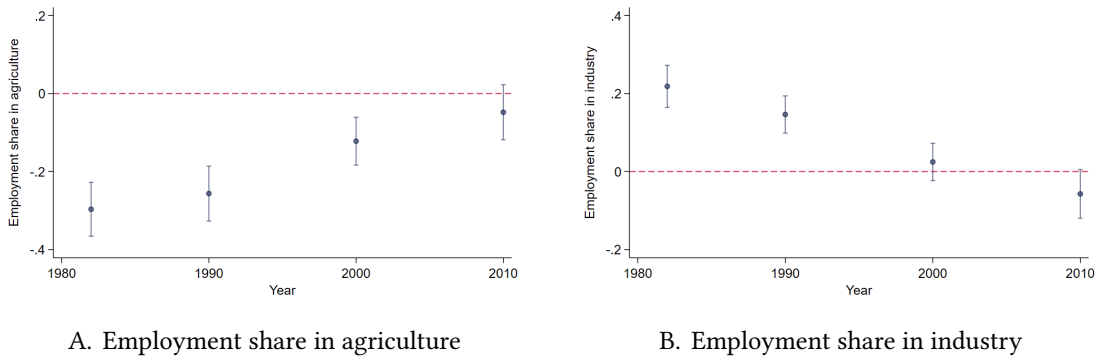 .2
0
-.2
-.4
Employment share in agriculture
1980
1990
2000
2010
Year
A. Employment share in agriculture
.4
.2
0
-.2
Employment share in industry
1980
1990
2000
2010
Year
B. Employment share in industry